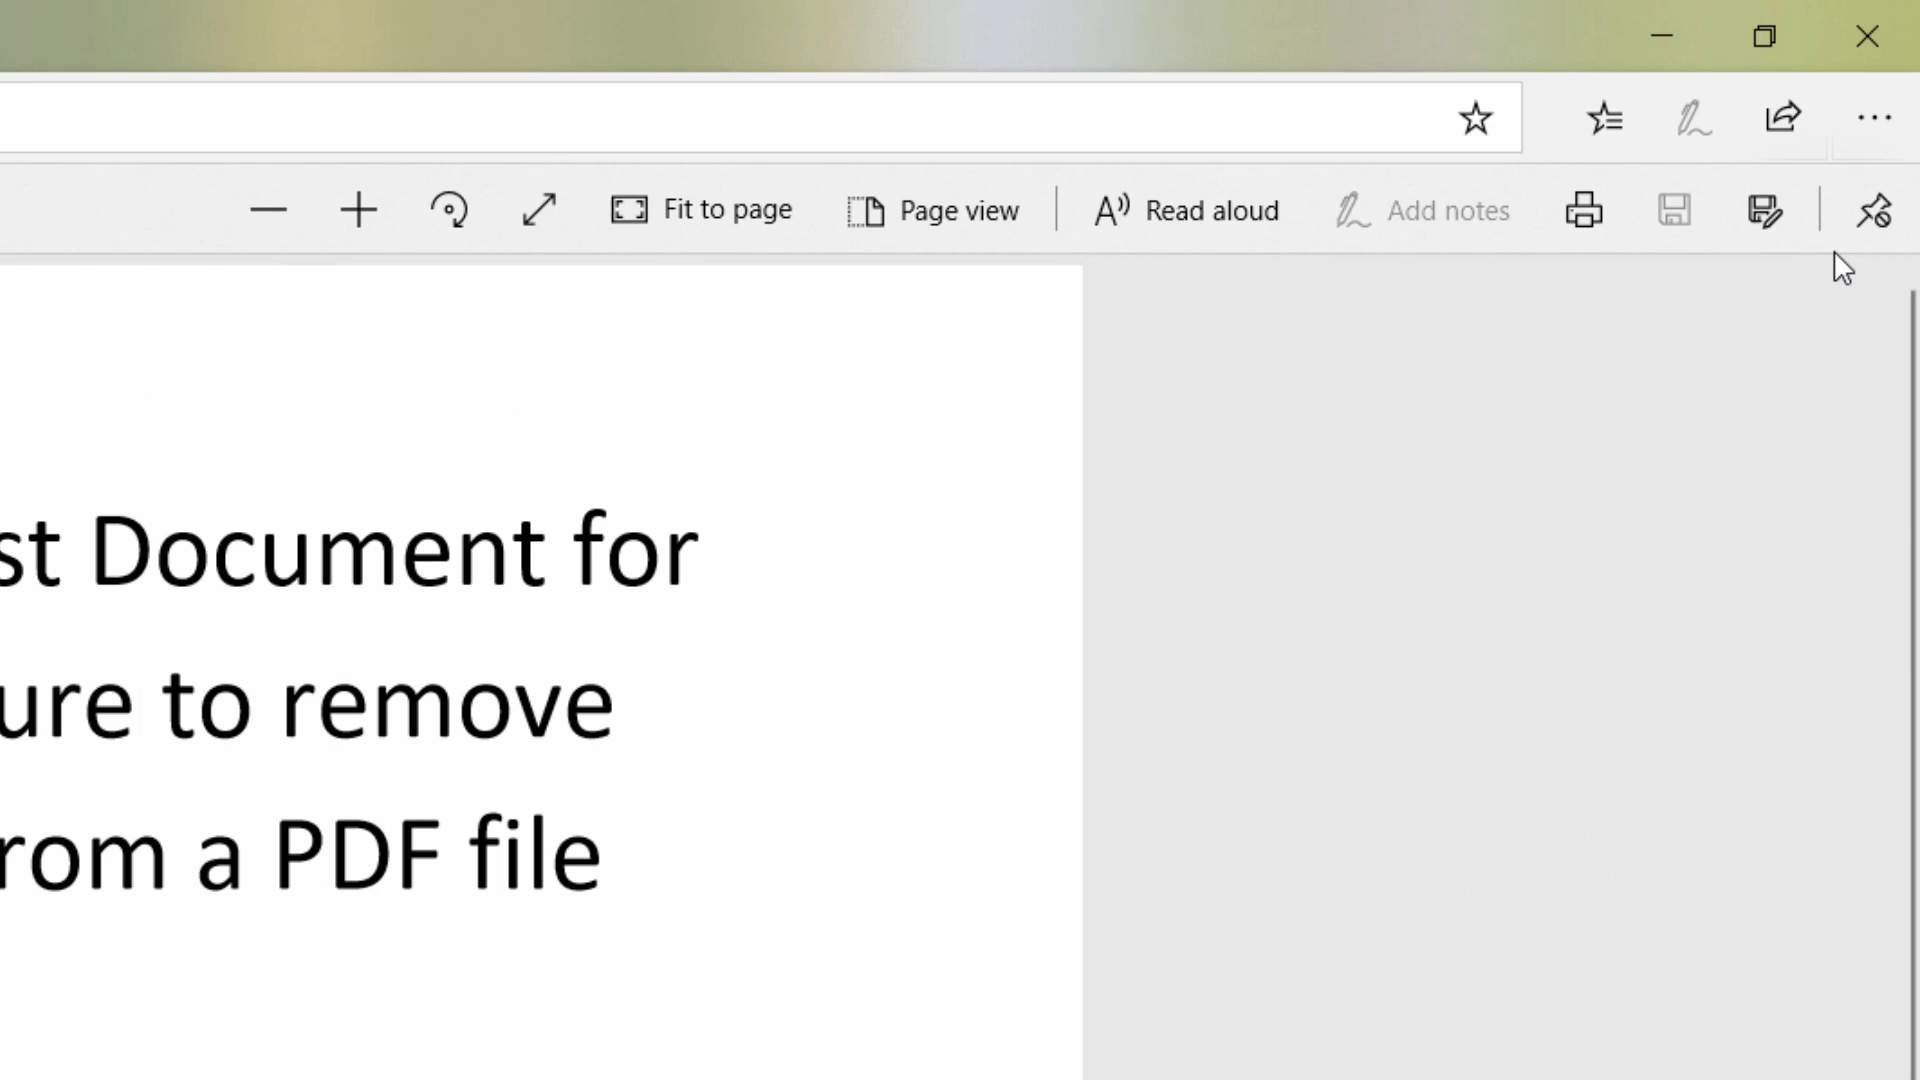 Fit to page Page view Read aloud Add notes
st Document for
ure to remove
rom a PDF file